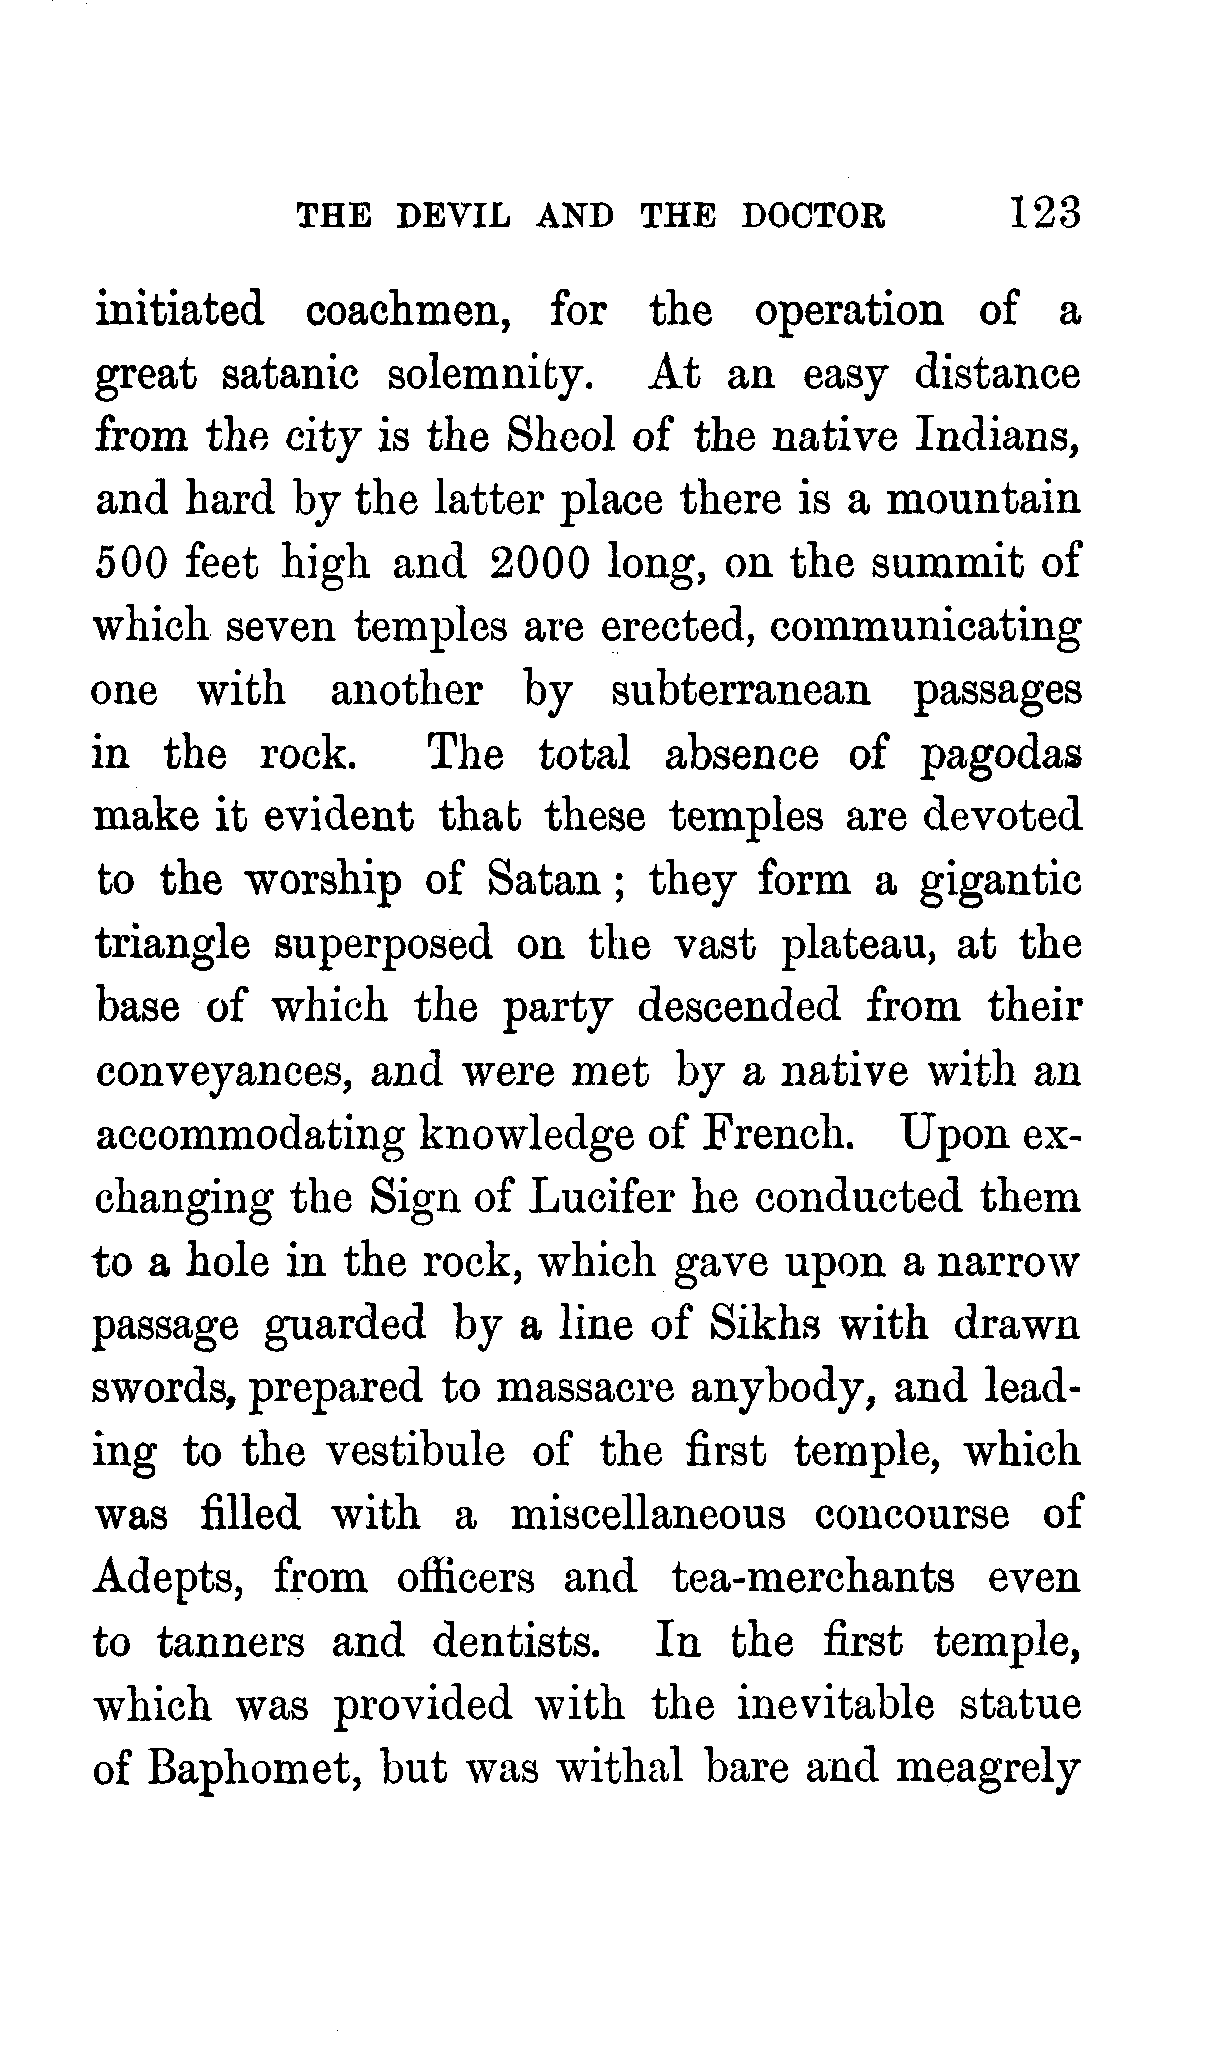 THE DEVIL AND THE DOCTOR 123
initiated coachmen, for the operation of a
great satanic solemnity. At an easy distance
from the city is the Sheol of the native Indians,
and hard by the latter place there is a mountain
500 feet high and 2000 long, on the summit of
which seven temples are erected, communicating
one with another by subterranean passages
in the rock. The total absence of pagodas
make it evident that these temples are devoted
to the worship of Satan ; they form a gigantic
triangle superposed on the vast plateau, at the
base of which the party descended from their
conveyances, and were met by a native with an
accommodating knowledge of French. Upon ex-
changing the Sign of Lucifer he conducted them
to a hole in the rock, which gave upon a narrow
passage guarded by a line of Sikhs with drawn
swords, prepared to massacre anybody, and lead-
ing to the vestibule of the first temple, which
was filled with a miscellaneous concourse of
Adepts, from officers and tea-merchants even
to tanners and dentists. In the first temple,
which was provided with the inevitable statue
of Baphomet, but was withal bare and meagrely